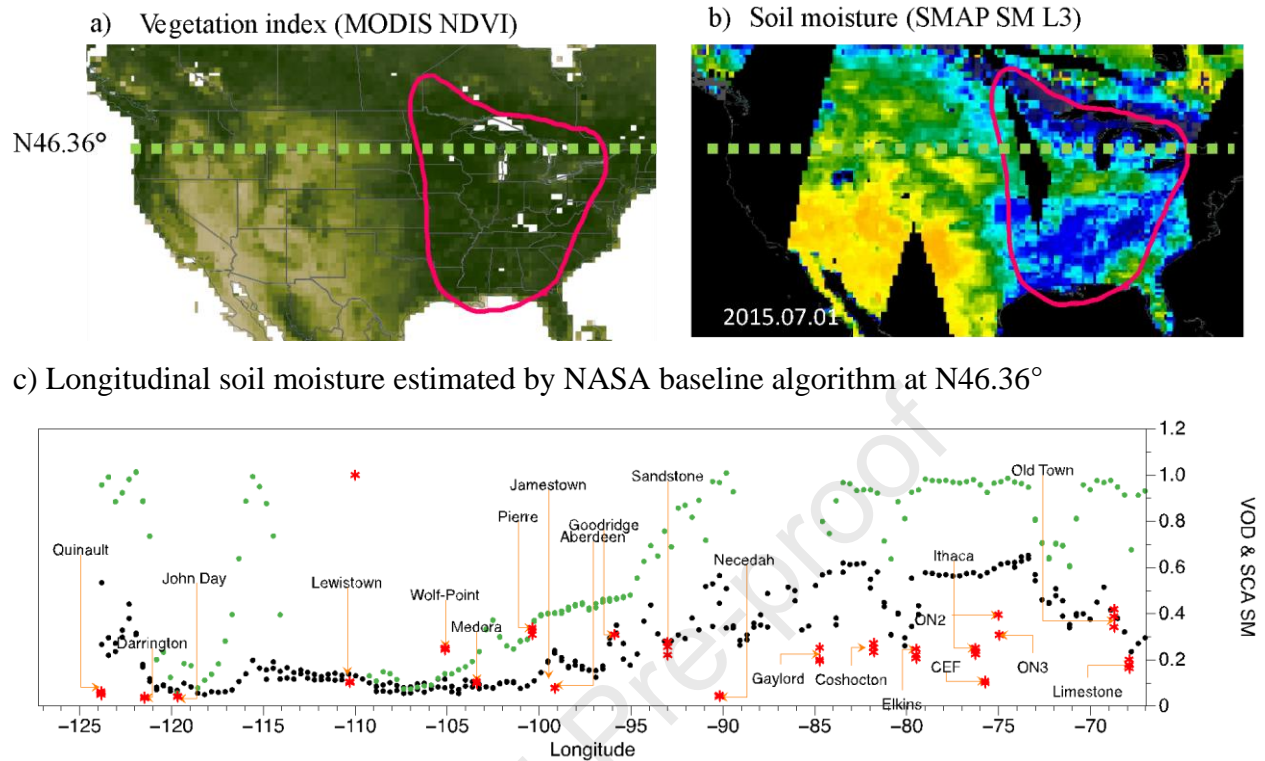 a) Vegetation index (MODIS NDVI)
b) Soil moisture (SMAP SM L3)
N46.36°
2015.07.01
c) Longitudinal soil moisture estimated by NASA baseline algorithm at N46.36°
Quinault
Darrington
John Day
Lewistown
Wolf-Point
Medora
Pierre
Jamestown
Goodridge
Aberdeen
Sandstone
Necedah
Gaylord
Coshocton
Elkins
CEF
Ithaca
ON2
ON3
Old Town
Limestone
1.2
1.0
0.8
0.6
0.4
0.2
0
VOD & SCA SM
−125 −120 −115 −110 −105 −100 −95 −90 −85 −80 −75 −70
Longitude
Pre-proof